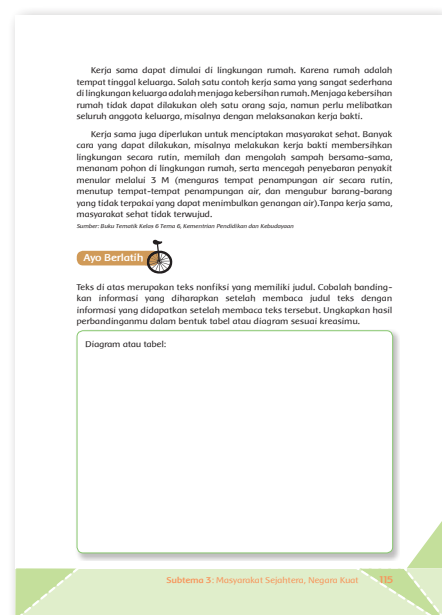 Kerja sama dapat dimulai di lingkungan rumah. Karena rumah adalah
tempat tinggal keluarga. Salah satu contoh kerja sama yang sangat sederhana
di lingkungan keluarga adalah menjaga kebersihan rumah. Menjaga kebersihan
rumah tidak dapat dilakukan oleh satu orang saja, namun perlu melibatkan
seluruh anggota keluarga, misalnya dengan melaksanakan kerja bakti.
Kerja sama juga diperlukan untuk menciptakan masyarakat sehat. Banyak
cara yang dapat dilakukan, misalnya melakukan kerja bakti membersihkan
lingkungan secara rutin, memilah dan mengolah sampah bersama-sama,
menanam pohon di lingkungan rumah, serta mencegah penyebaran penyakit
menular melalui 3 M (menguras tempat penampungan air secara rutin,
menutup tempat-tempat penampungan air, dan mengubur barang-barang
yang tidak terpakai yang dapat menimbulkan genangan air).Tanpa kerja sama,
masyarakat sehat tidak terwujud.
Sumber: Buku Tematik Kelas 6 Tema 6, Kementrian Pendidikan dan Kebudayaan
Ayo Berlatih
Teks di atas merupakan teks nonfiksi yang memiliki judul. Cobalah banding-
kan informasi yang diharapkan setelah membaca judul teks dengan
informasi yang didapatkan setelah membaca teks tersebut. Ungkapkan hasil
perbandinganmu dalam bentuk tabel atau diagram sesuai kreasimu.
Diagram atau tabel:
Subtema 3: Masyarakat Sejahtera, Negara Kuat 115